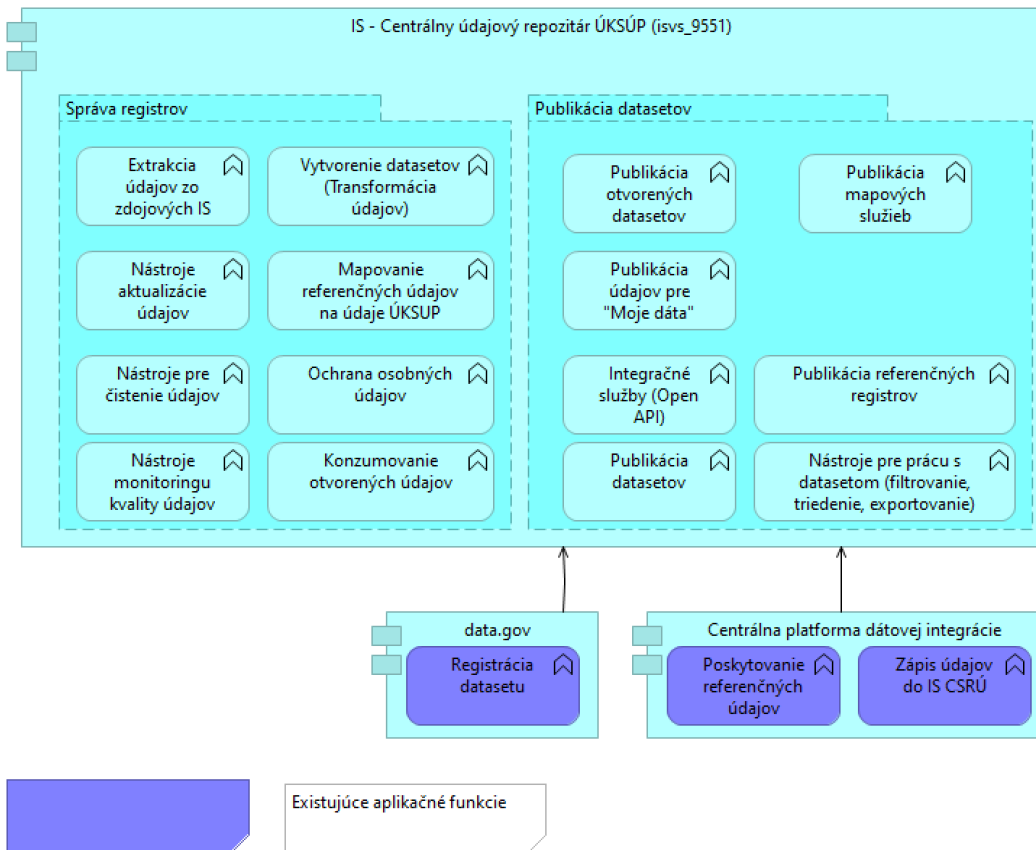 IS - Centrálny údajový repozitár ÚKSÚP (isvs_9551)
Správa registrov
Extrakcia
údajov zo
zdojových IS
Vytvorenie datasetov
(Transformácia
údajov)
Nástroje
aktualizácie
údajov
Mapovanie
referenčných údajov
na údaje ÚKSUP
Nástroje pre
čistenie údajov
Ochrana osobných
údajov
Nástroje
monitoringu
kvality údajov
Konzumovanie
otvorených údajov
Publikácia datasetov
Publikácia
otvorených
datasetov
Publikácia
mapových
služieb
Publikácia
údajov pre
"Moje dáta"
Integračné
služby (Open
API)
Publikácia referenčných
registrov
Publikácia
datasetov
Nástroje pre prácu s
datasetom (filtrovanie,
triedenie, exportovanie)
data.gov
Registrácia
datasetu
Centrálna platforma dátovej integrácie
Poskytovanie
referenčných
údajov
Zápis údajov
do IS CSRÚ
Existujúce aplikačné funkcie